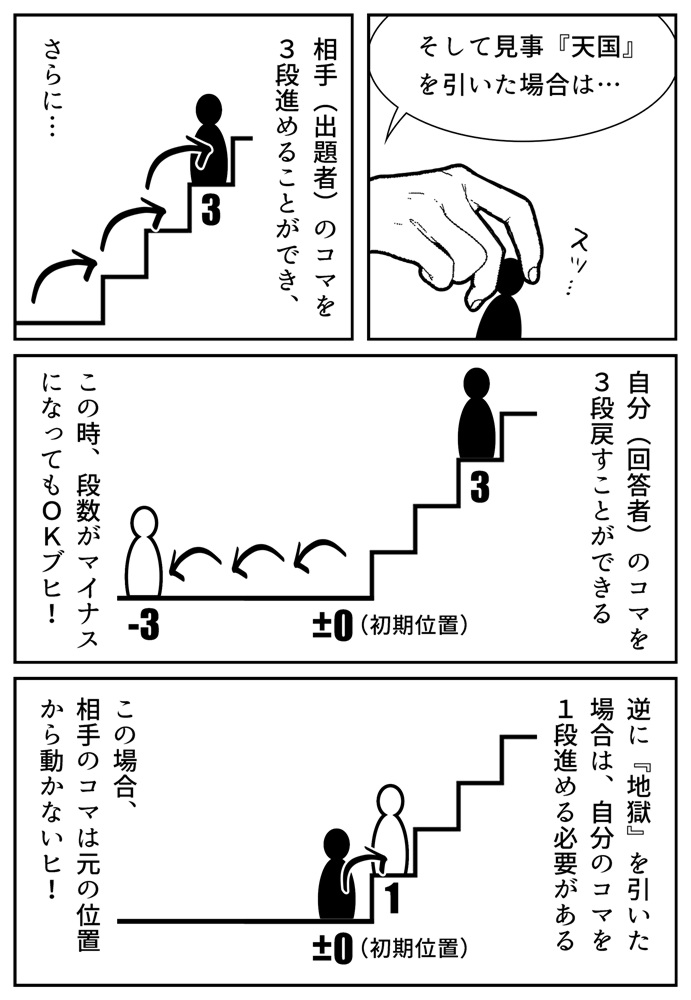 そして見事『天国』
を引いた場合は…
スッ…
相手（出題者）のコマを
３段進めることができ、
3
さらに…
自分（回答者）のコマを
３段戻すことができる
3
±0（初期位置）
-3
この時、段数がマイナス
になってもＯＫブヒ！
逆に『地獄』を引いた
場合は、自分のコマを
１段進める必要がある
1
±0（初期位置）
この場合、
相手のコマは元の位置
から動かないヒ！